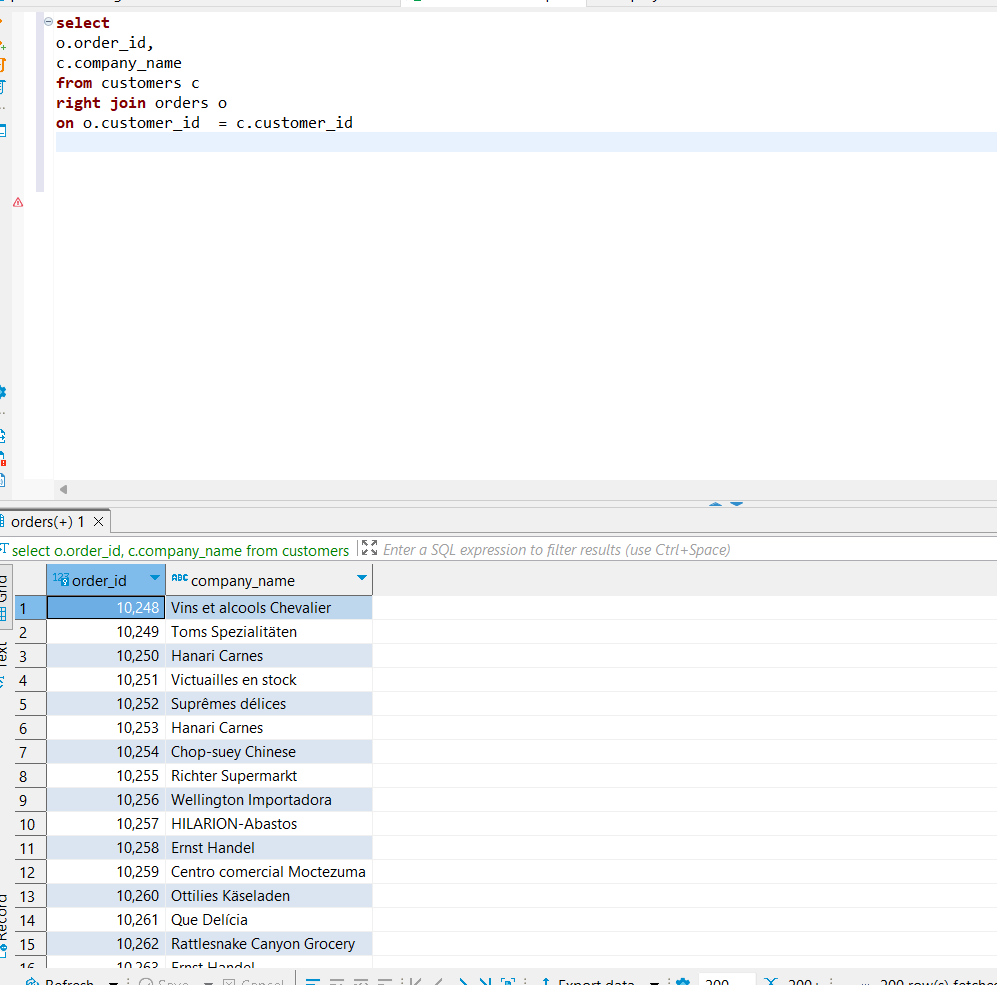 select
o.order_id,
c.company_name
from customers c
right join orders o
on o.customer_id  = c.customer_id
orders(+) 1
select o.order_id, c.company_name from customers
Enter a SQL expression to filter results (use Ctrl+Space)
Grid
Text
Record
123 order_id ABC company_name
1 10,248 Vins et alcools Chevalier
2 10,249 Toms Spezialitäten
3 10,250 Hanari Carnes
4 10,251 Victuailles en stock
5 10,252 Suprêmes délices
6 10,253 Hanari Carnes
7 10,254 Chop-suey Chinese
8 10,255 Richter Supermarkt
9 10,256 Wellington Importadora
10 10,257 HILARION-Abastos
11 10,258 Ernst Handel
12 10,259 Centro comercial Moctezuma
13 10,260 Ottilies Käseladen
14 10,261 Que Delícia
15 10,262 Rattlesnake Canyon Grocery
16 10,263 Ernst Handel
Refresh Save Cancel Export data 200 200+ 200 row(s) fetched